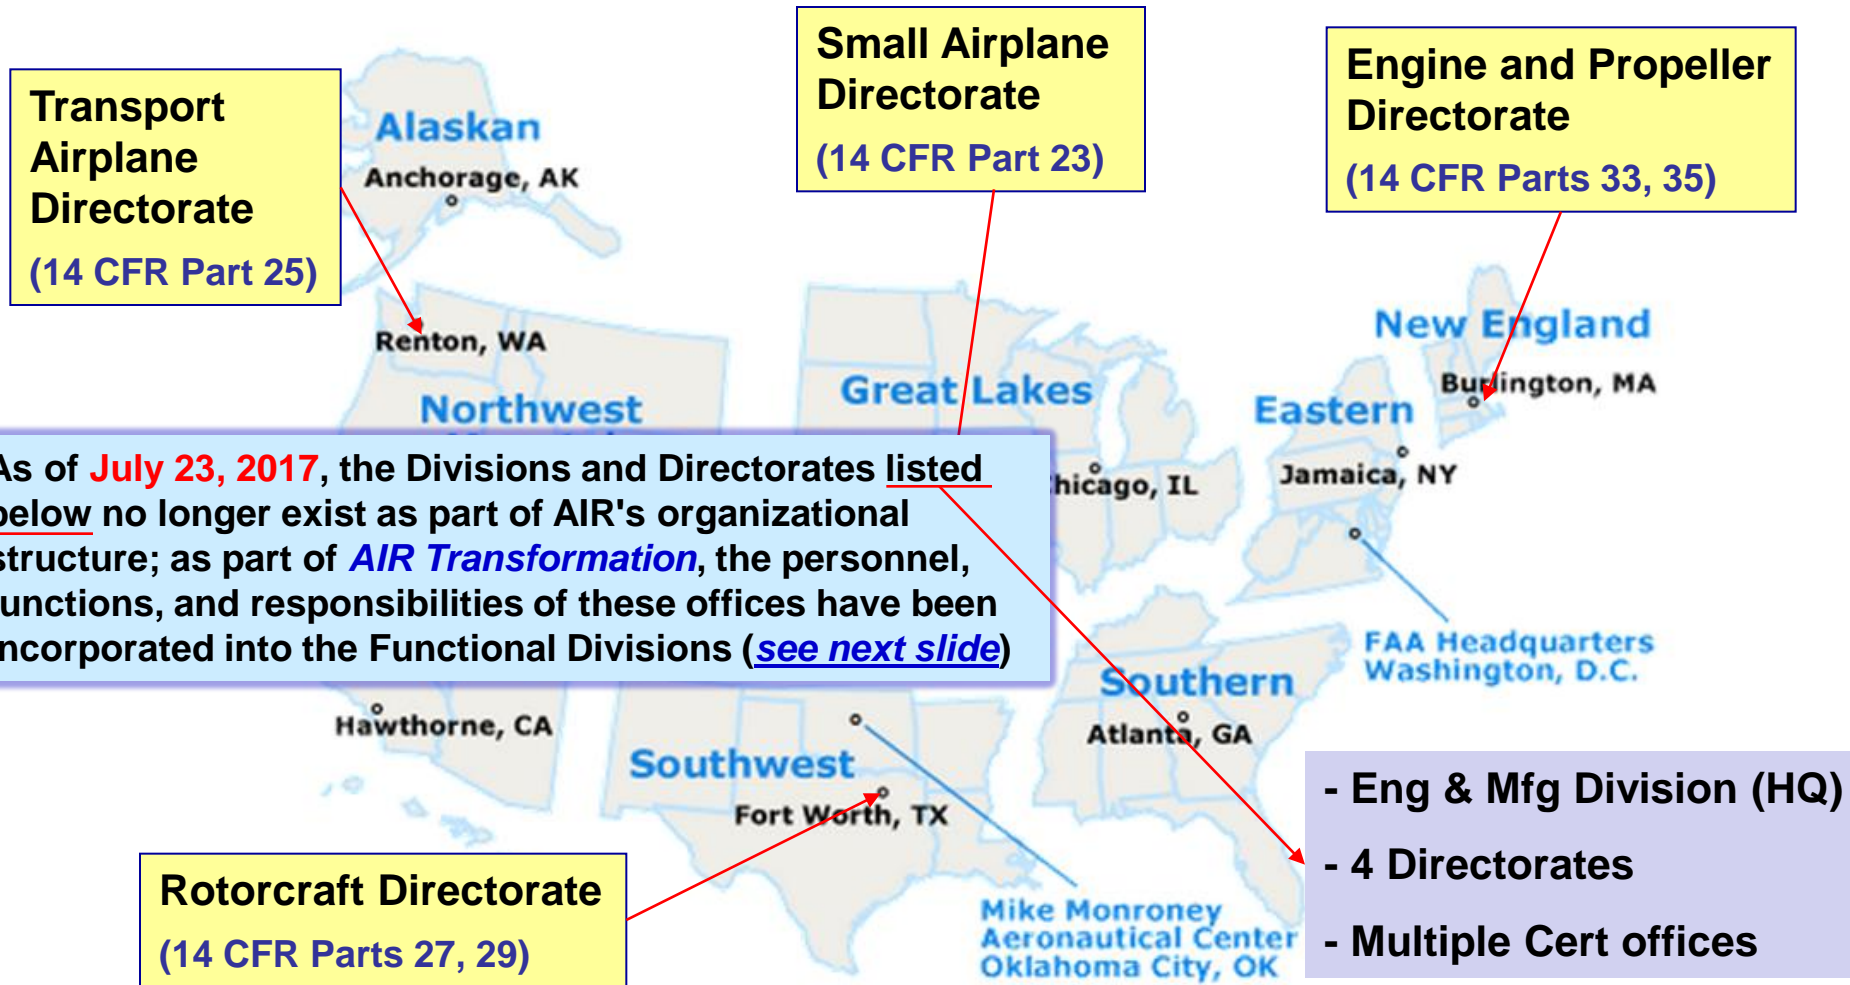 Transport
Airplane
Directorate
(14 CFR Part 25)
Small Airplane
Directorate
(14 CFR Part 23)
Engine and Propeller
Directorate
(14 CFR Parts 33, 35)
Alaskan
Anchorage, AK
Renton, WA
Northwest
Great Lakes
New England
Burlington, MA
Eastern
Jamaica, NY
Chicago, IL
As of July 23, 2017, the Divisions and Directorates listed
below no longer exist as part of AIR's organizational
structure; as part of AIR Transformation, the personnel,
functions, and responsibilities of these offices have been
incorporated into the Functional Divisions (see next slide)
FAA Headquarters
Washington, D.C.
Southern
Atlanta, GA
Hawthorne, CA
Southwest
Fort Worth, TX
Mike Monroney
Aeronautical Center
Oklahoma City, OK
Rotorcraft Directorate
(14 CFR Parts 27, 29)
- Eng & Mfg Division (HQ)
- 4 Directorates
- Multiple Cert offices